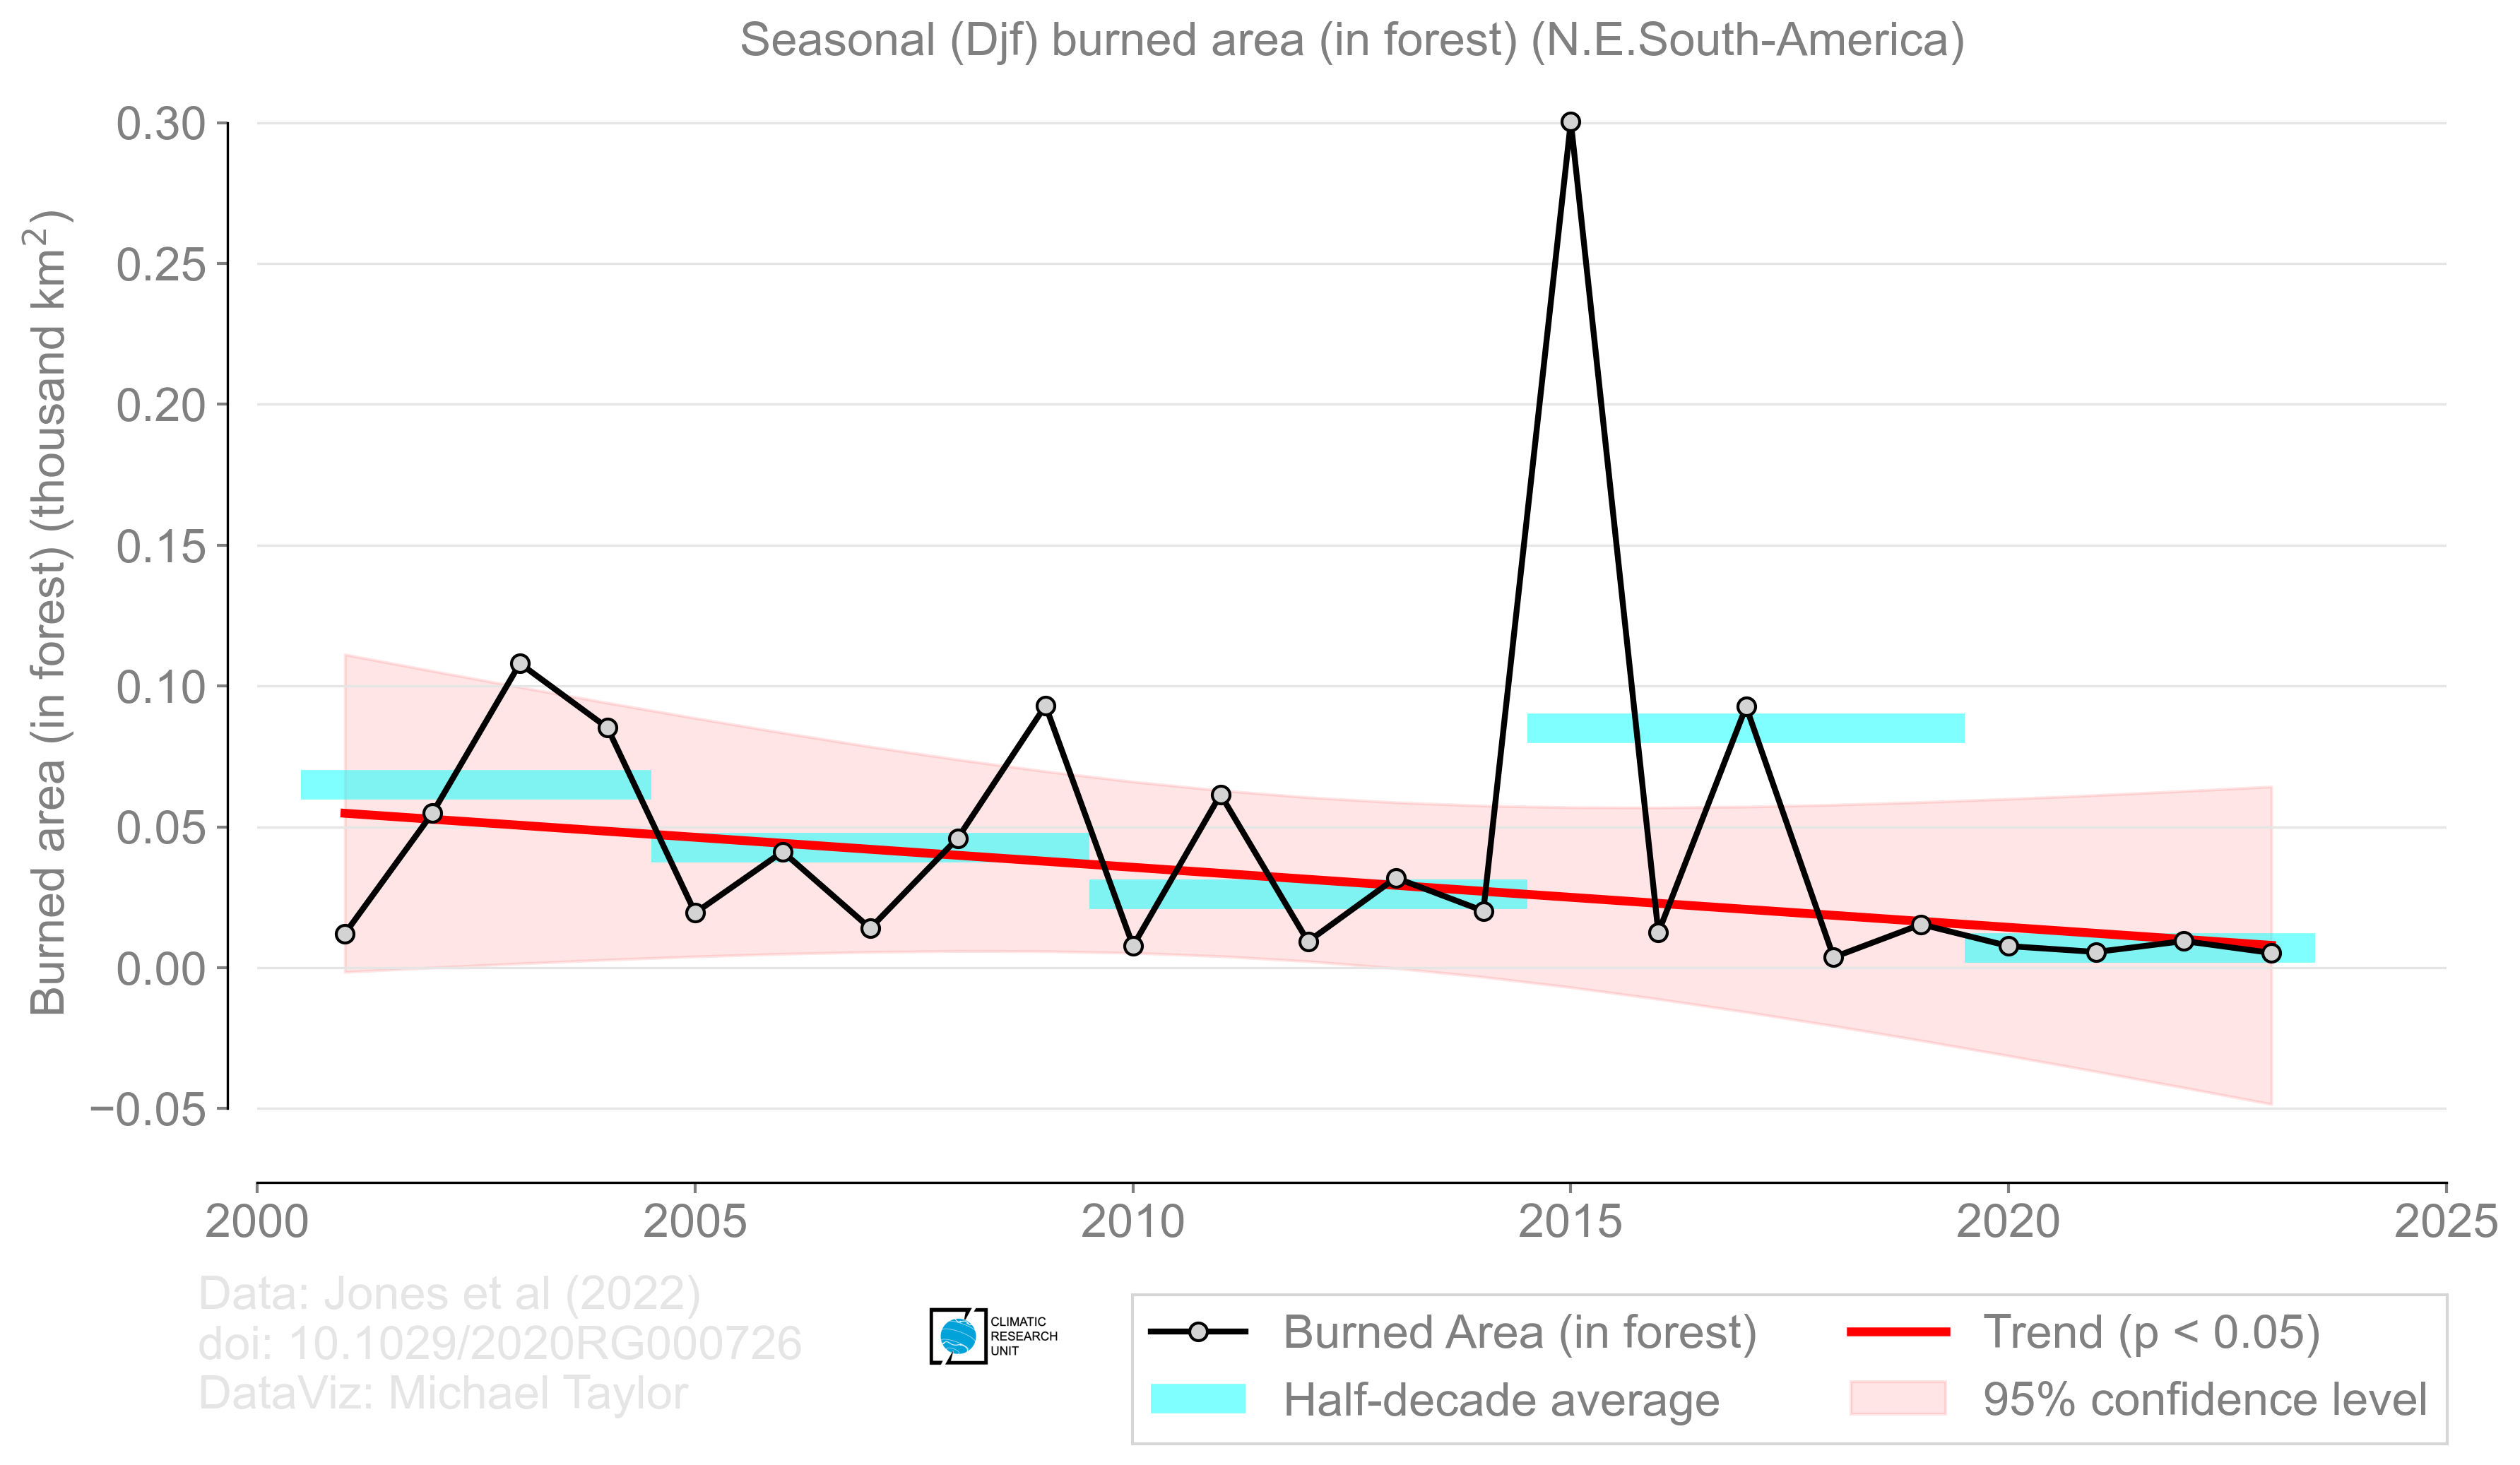 Seasonal (Djf) burned area (in forest) (N.E.South-America)
Burned area (in forest) (thousand km²)
0.30
0.25
0.20
0.15
0.10
0.05
0.00
−0.05
2000 2005 2010 2015 2020 2025
Data: Jones et al (2022)
doi: 10.1029/2020RG000726
DataViz: Michael Taylor
CLIMATIC
RESEARCH
UNIT
Burned Area (in forest)
Half-decade average
Trend (p < 0.05)
95% confidence level